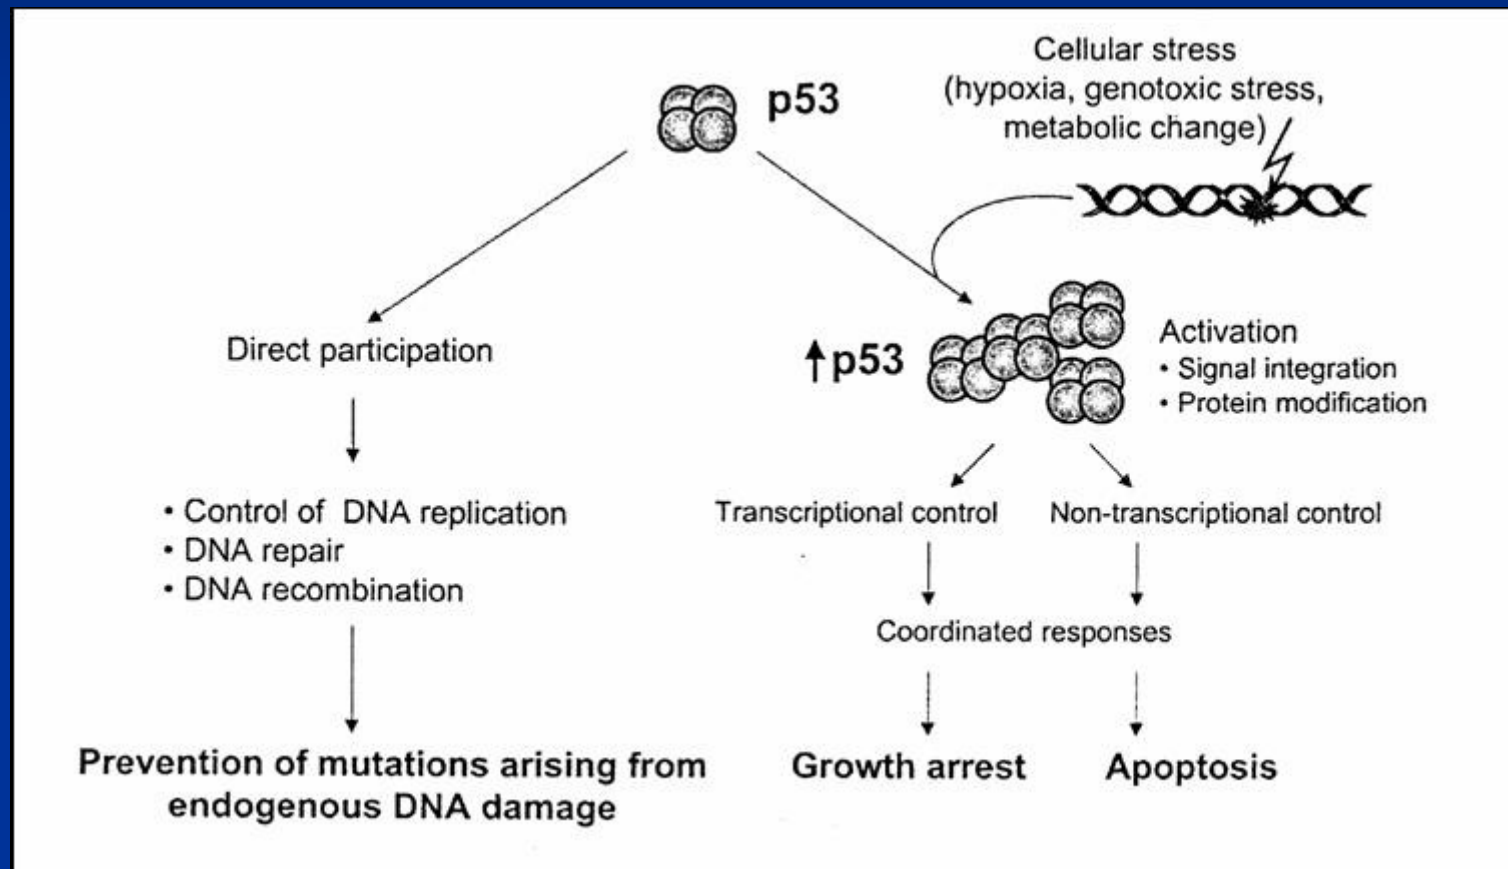 p53
Cellular stress
(hypoxia, genotoxic stress,
metabolic change)
Direct participation
p53
Activation
• Signal integration
• Protein modification
• Control of DNA replication
• DNA repair
• DNA recombination
Transcriptional control
Non-transcriptional control
Coordinated responses
Prevention of mutations arising from
endogenous DNA damage
Growth arrest
Apoptosis